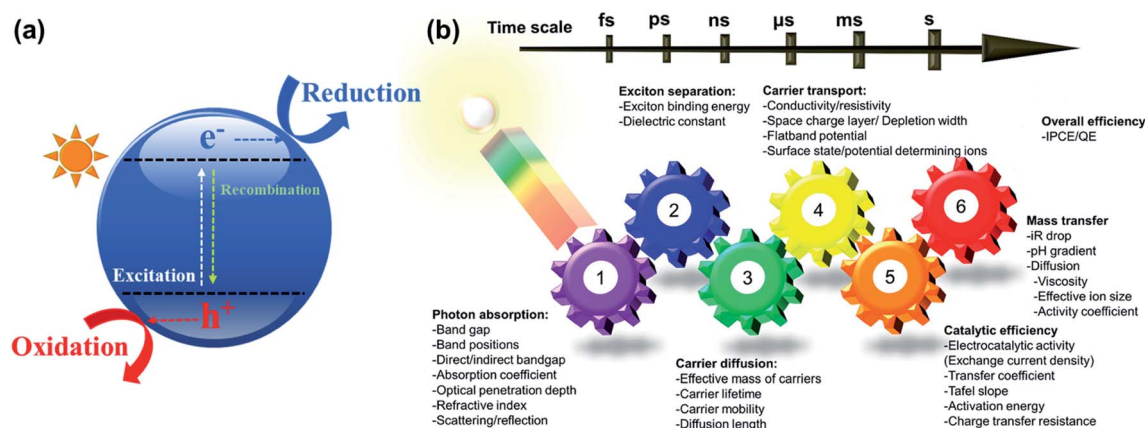 (a)
Reduction
e⁻
Recombination
Excitation
h⁺
Oxidation
(b)
Time scale
fs
ps
ns
μs
ms
s
Exciton separation:
-Exciton binding energy
-Dielectric constant
Carrier transport:
-Conductivity/resistivity
-Space charge layer/ Depletion width
-Flatband potential
-Surface state/potential determining ions
Overall efficiency
-IPCE/QE
1
2
3
4
5
6
Mass transfer
-iR drop
-pH gradient
-Diffusion
-Viscosity
-Effective ion size
-Activity coefficient
Photon absorption:
-Band gap
-Band positions
-Direct/indirect bandgap
-Absorption coefficient
-Optical penetration depth
-Refractive index
-Scattering/reflection
Carrier diffusion:
-Effective mass of carriers
-Carrier lifetime
-Carrier mobility
-Diffusion length
Catalytic efficiency
-Electrocatalytic activity
(Exchange current density)
-Transfer coefficient
-Tafel slope
-Activation energy
-Charge transfer resistance